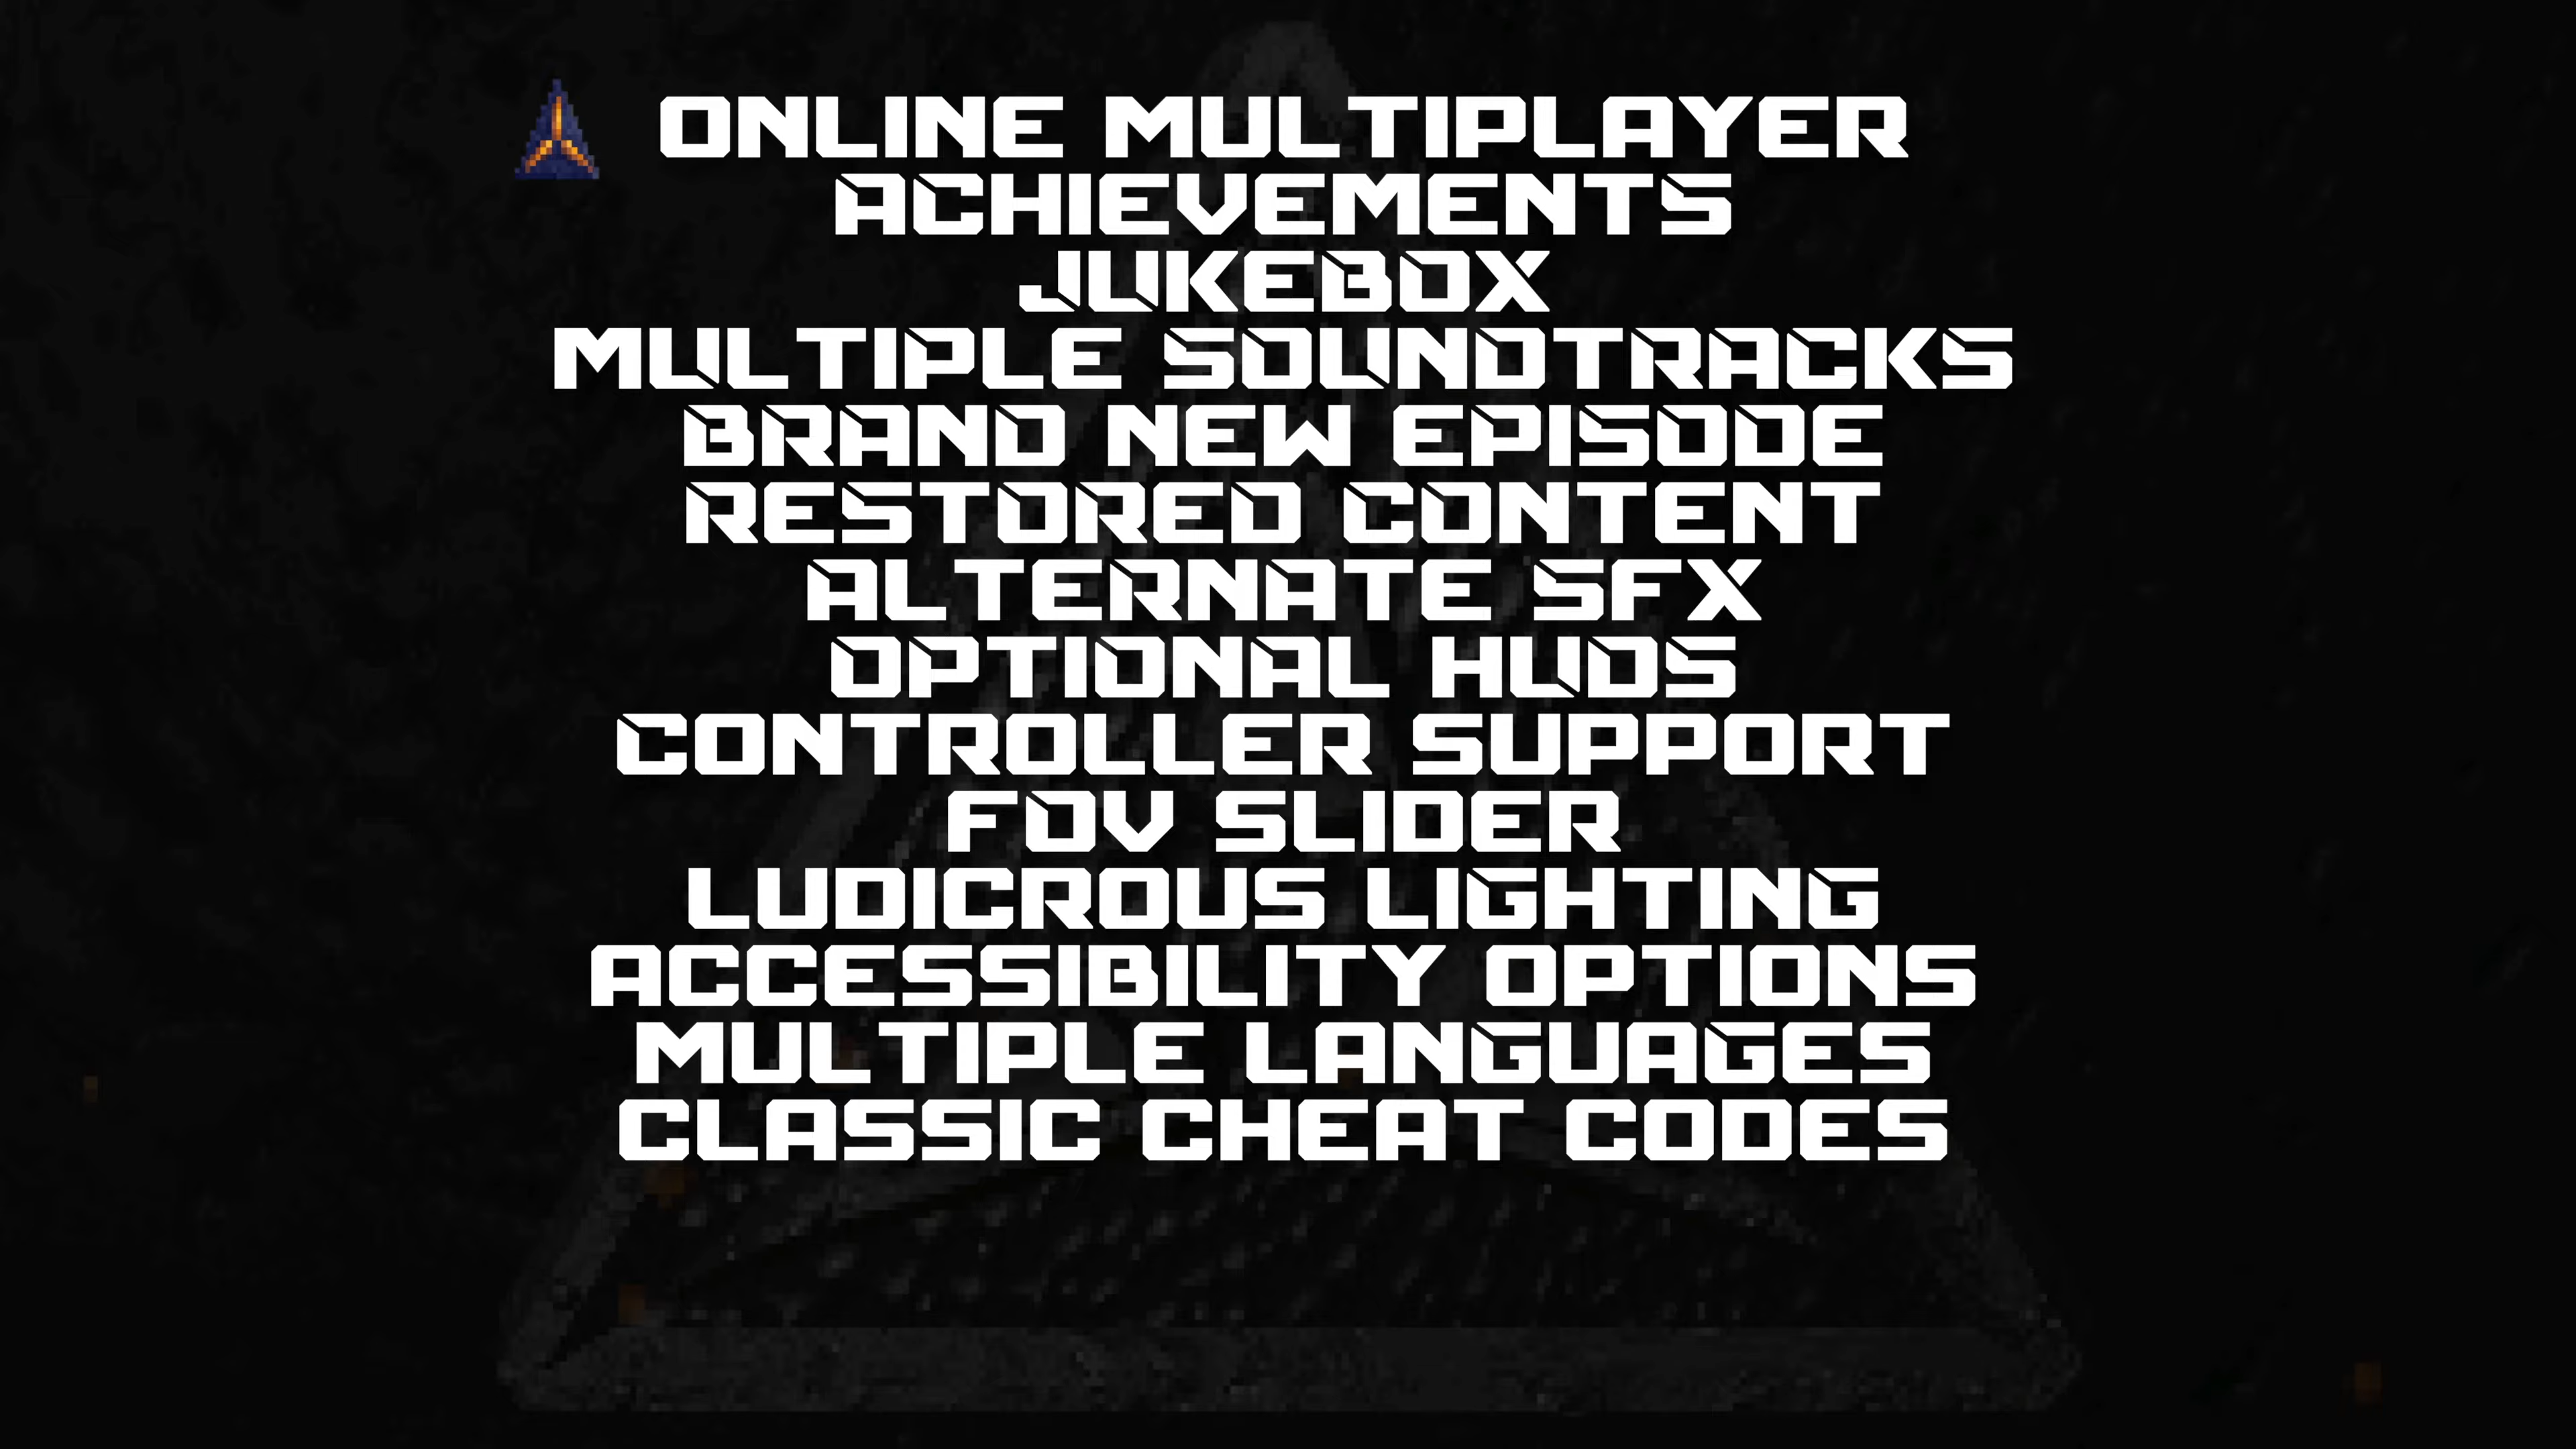 ONLINE MULTIPLAYER
ACHIEVEMENTS
JUKEBOX
MULTIPLE SOUNDTRACKS
BRAND NEW EPISODE
RESTORED CONTENT
ALTERNATE SFX
OPTIONAL HUDS
CONTROLLER SUPPORT
FOV SLIDER
LUDICROUS LIGHTING
ACCESSIBILITY OPTIONS
MULTIPLE LANGUAGES
CLASSIC CHEAT CODES